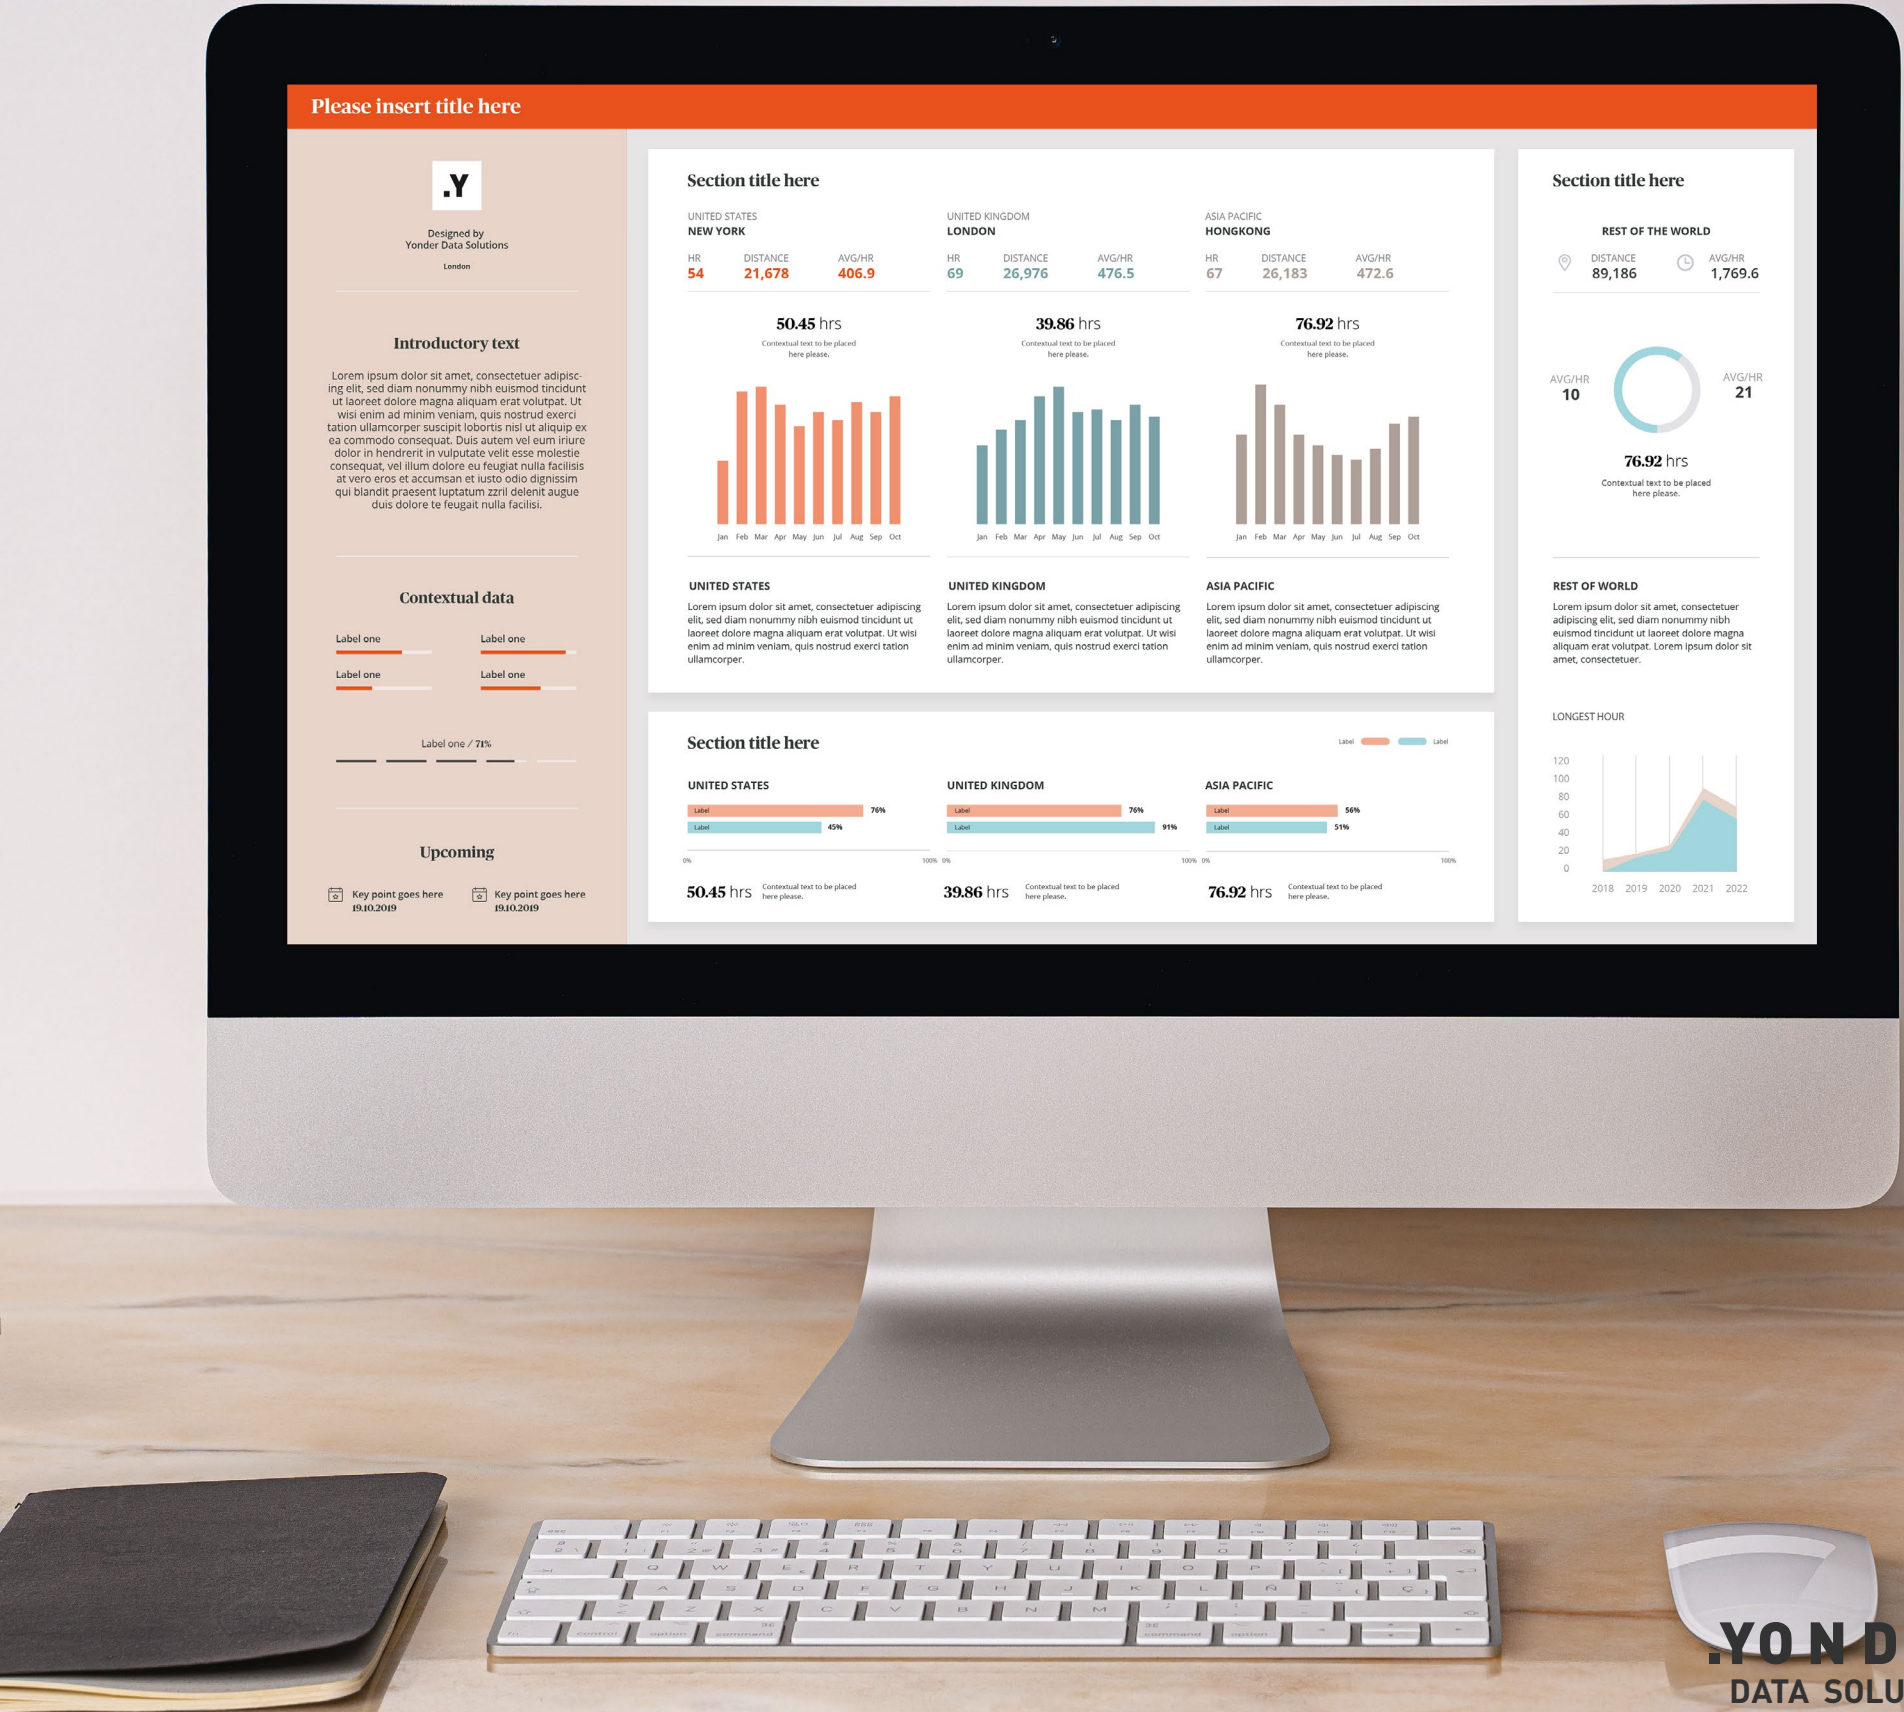 Please insert title here
.Y
Designed by
Yonder Data Solutions
London
Introductory text
Lorem ipsum dolor sit amet, consectetuer adipisc-
ing elit, sed diam nonummy nibh euismod tincidunt
ut laoreet dolore magna aliquam erat volutpat. Ut
wisi enim ad minim veniam, quis nostrud exerci
tation ullamcorper suscipit lobortis nisl ut aliquip ex
ea commodo consequat. Duis autem vel eum iriure
dolor in hendrerit in vulputate velit esse molestie
consequat, vel illum dolore eu feugiat nulla facilisis
at vero eros et accumsan et iusto odio dignissim
qui blandit praesent luptatum zzril delenit augue
duis dolore te feugait nulla facilisi.
Contextual data
Label one Label one
Label one Label one
Label one / 71%
Upcoming
Key point goes here Key point goes here
19.10.2019 19.10.2019
Section title here
UNITED STATES
NEW YORK
HR DISTANCE AVG/HR
54 21,678 406.9
50.45 hrs
Contextual text to be placed
here please.
Jan Feb Mar Apr May Jun Jul Aug Sep Oct
UNITED STATES
Lorem ipsum dolor sit amet, consectetuer adipiscing
elit, sed diam nonummy nibh euismod tincidunt ut
laoreet dolore magna aliquam erat volutpat. Ut wisi
enim ad minim veniam, quis nostrud exerci tation
ullamcorper.
UNITED KINGDOM
LONDON
HR DISTANCE AVG/HR
69 26,976 476.5
39.86 hrs
Contextual text to be placed
here please.
Jan Feb Mar Apr May Jun Jul Aug Sep Oct
UNITED KINGDOM
Lorem ipsum dolor sit amet, consectetuer adipiscing
elit, sed diam nonummy nibh euismod tincidunt ut
laoreet dolore magna aliquam erat volutpat. Ut wisi
enim ad minim veniam, quis nostrud exerci tation
ullamcorper.
ASIA PACIFIC
HONGKONG
HR DISTANCE AVG/HR
67 26,183 472.6
76.92 hrs
Contextual text to be placed
here please.
Jan Feb Mar Apr May Jun Jul Aug Sep Oct
ASIA PACIFIC
Lorem ipsum dolor sit amet, consectetuer adipiscing
elit, sed diam nonummy nibh euismod tincidunt ut
laoreet dolore magna aliquam erat volutpat. Ut wisi
enim ad minim veniam, quis nostrud exerci tation
ullamcorper.
Section title here
Label Label
UNITED STATES
Label 76%
Label 45%
0% 100%
50.45 hrs
Contextual text to be placed
here please.
UNITED KINGDOM
Label 76%
Label 91%
0% 100%
39.86 hrs
Contextual text to be placed
here please.
ASIA PACIFIC
Label 56%
Label 51%
0% 100%
76.92 hrs
Contextual text to be placed
here please.
Section title here
REST OF THE WORLD
DISTANCE AVG/HR
89,186 1,769.6
AVG/HR AVG/HR
10 21
76.92 hrs
Contextual text to be placed
here please.
REST OF WORLD
Lorem ipsum dolor sit amet, consectetuer
adipiscing elit, sed diam nonummy nibh
euismod tincidunt ut laoreet dolore magna
aliquam erat volutpat. Lorem ipsum dolor sit
amet, consectetuer.
LONGEST HOUR
120
100
80
60
40
20
0
2018 2019 2020 2021 2022
Q W E R T Y U I O P
A S D F G H J K L Ñ
Z X C V B N M
fn control option command command option
.YOND
DATA SOLU